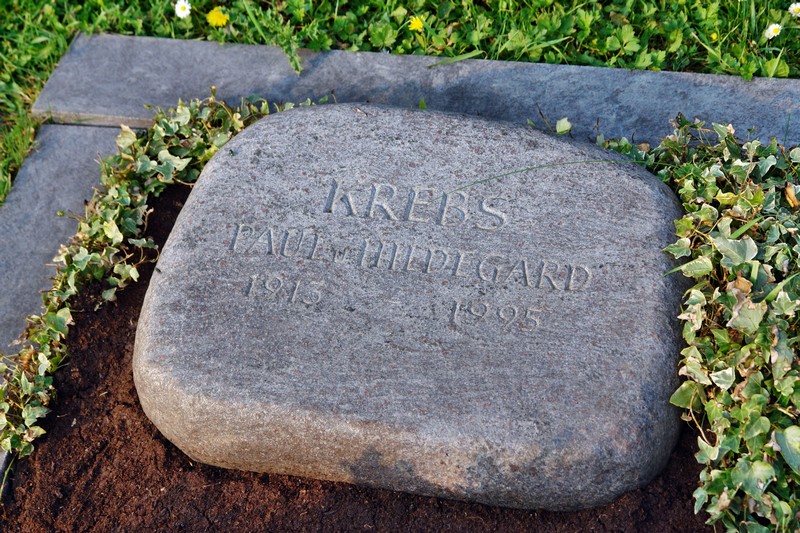 KREBS
PAUL U. HILDEGARD
1913 - 1995